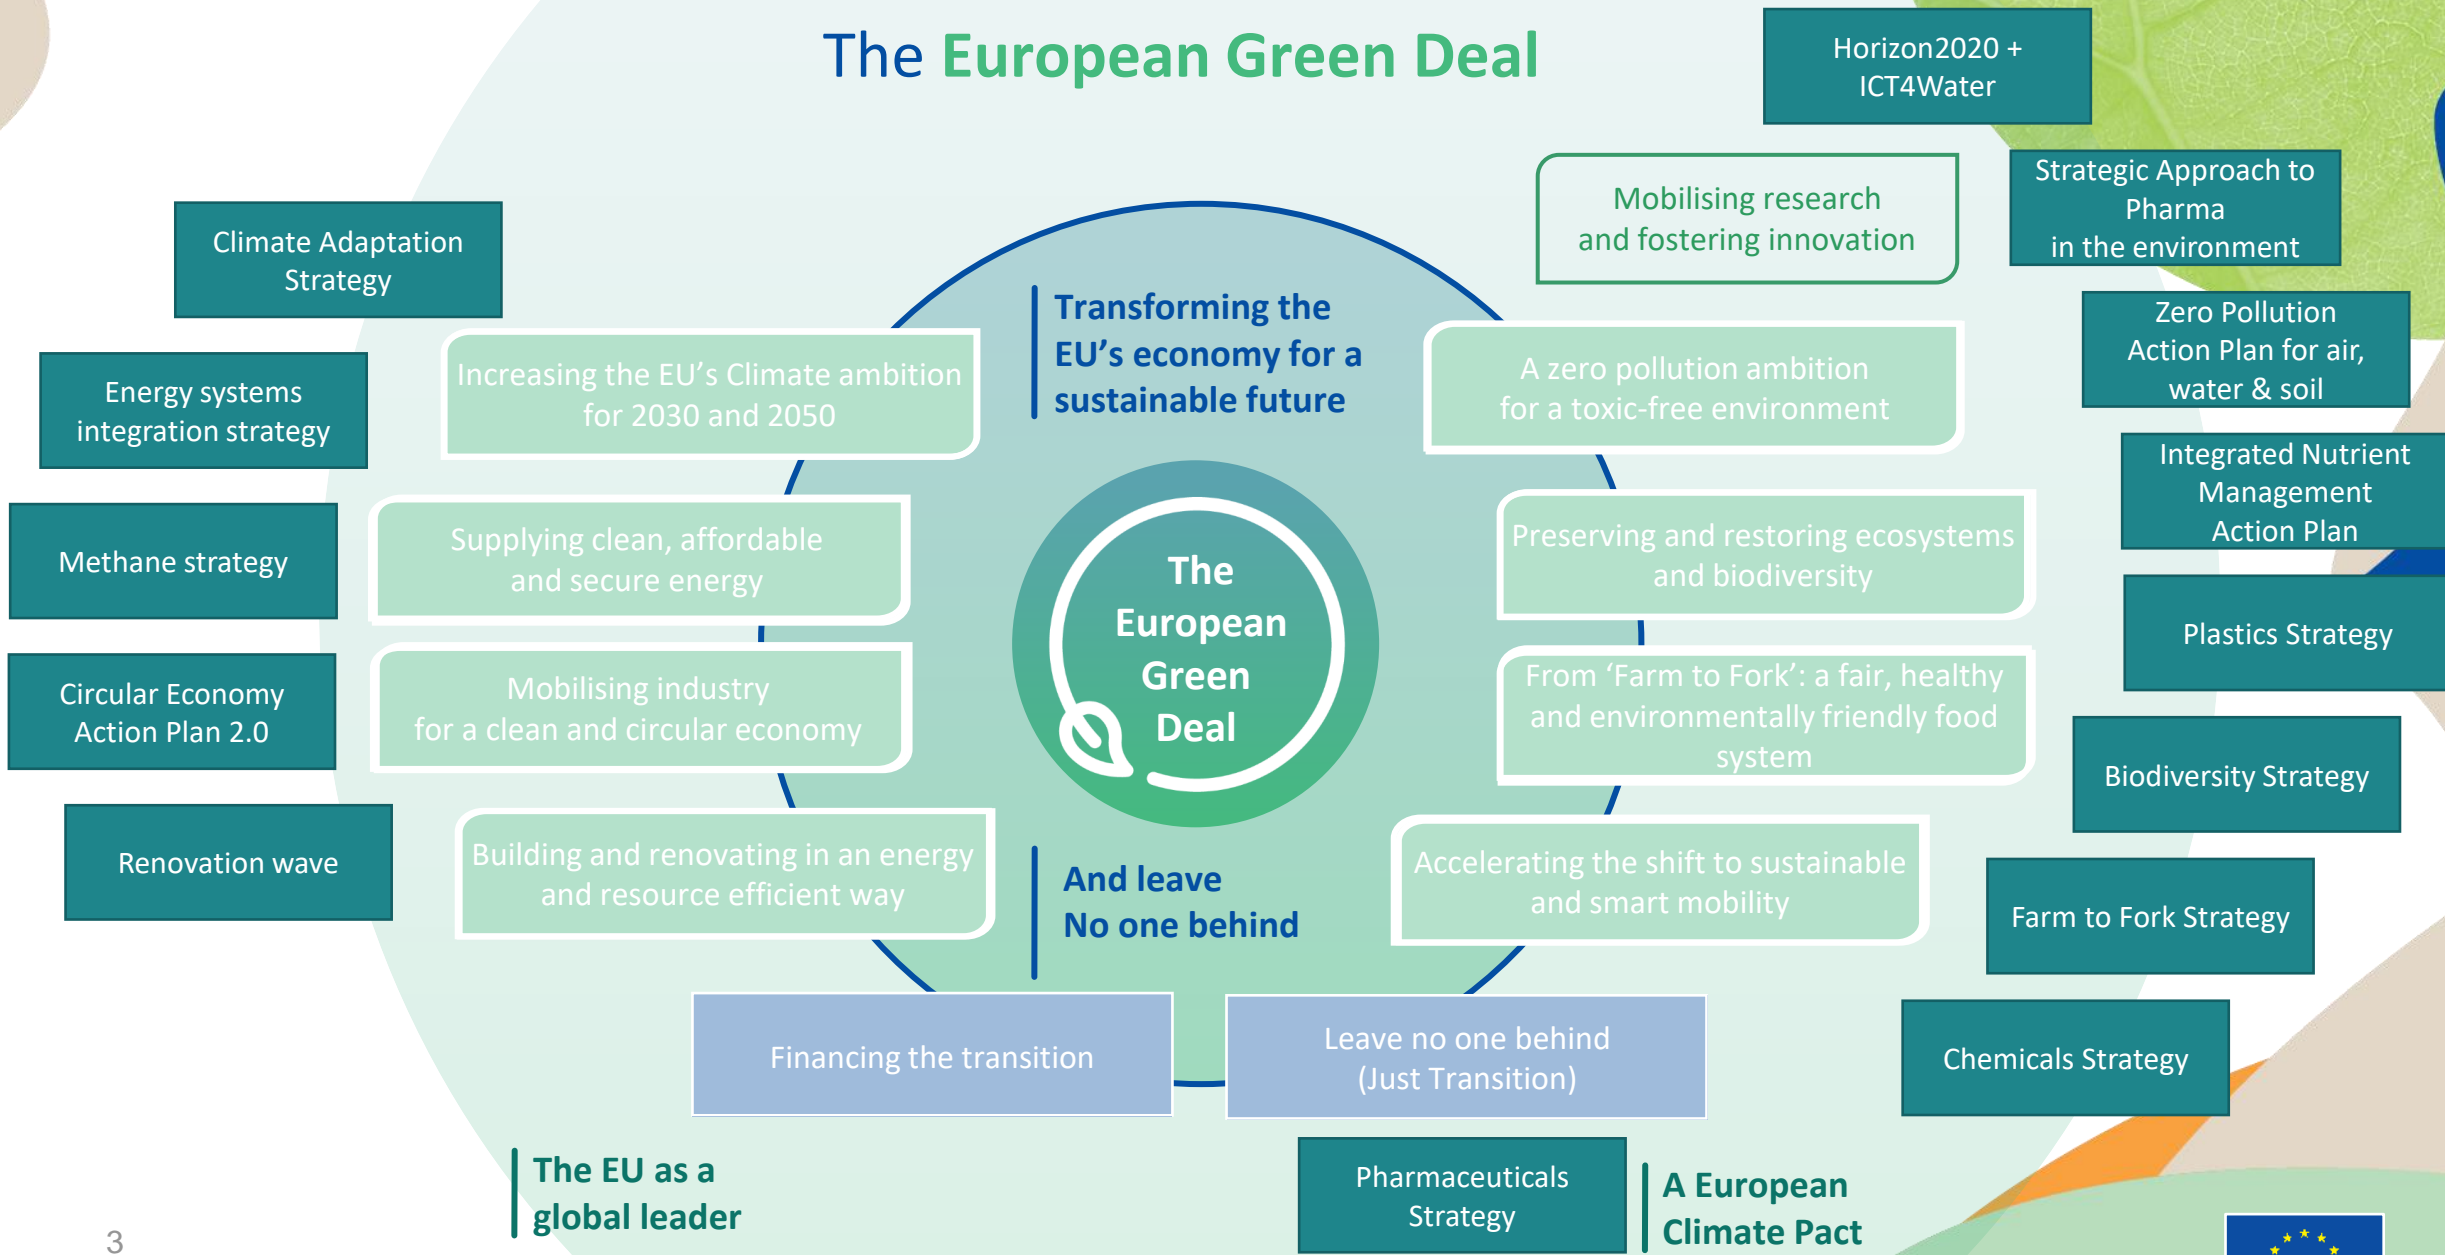 The European Green Deal
Horizon2020 +
ICT4Water
Mobilising research
and fostering innovation
Strategic Approach to
Pharma
in the environment
Climate Adaptation
Strategy
Transforming the
EU’s economy for a
sustainable future
Zero Pollution
Action Plan for air,
water & soil
Energy systems
integration strategy
Increasing the EU’s Climate ambition
for 2030 and 2050
A zero pollution ambition
for a toxic-free environment
Integrated Nutrient
Management
Action Plan
Methane strategy
Supplying clean, affordable
and secure energy
The
European
Green
Deal
Preserving and restoring ecosystems
and biodiversity
Plastics Strategy
Circular Economy
Action Plan 2.0
Mobilising industry
for a clean and circular economy
From ‘Farm to Fork’: a fair, healthy
and environmentally friendly food
system
Biodiversity Strategy
Renovation wave
Building and renovating in an energy
and resource efficient way
And leave
No one behind
Accelerating the shift to sustainable
and smart mobility
Farm to Fork Strategy
Financing the transition
Leave no one behind
(Just Transition)
Chemicals Strategy
The EU as a
global leader
Pharmaceuticals
Strategy
A European
Climate Pact
3